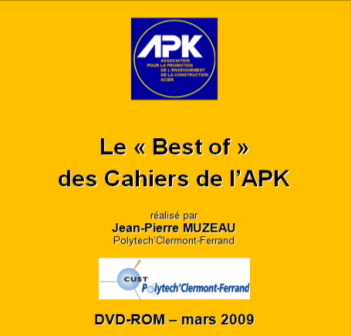 APK
ASSOCIATION
POUR LA PROMOTION
DE L'ENSEIGNEMENT
DE LA CONSTRUCTION
ACIER
Le « Best of »
des Cahiers de l'APK
réalisé par
Jean-Pierre MUZEAU
Polytech'Clermont-Ferrand
CUST
Polytech'Clermont-Ferrand
DVD-ROM – mars 2009